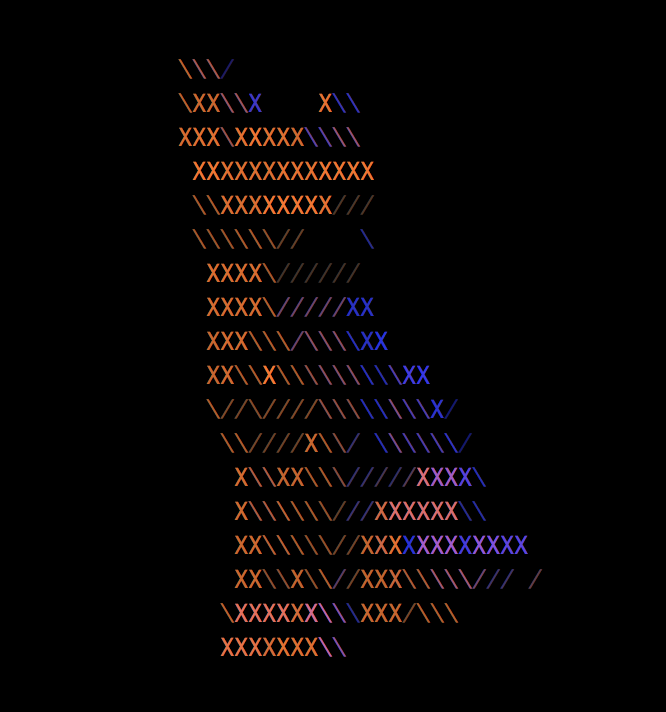 \\\/
\XX\\X    X\\
XXX\XXXXX\\\\
 XXXXXXXXXXXXX
 \\XXXXXXXX///
 \\\\\\//    \
  XXXX\//////
  XXXX\/////XX
  XXX\\\/\\\\XX
  XX\\X\\\\\\\\\XX
  \//\////\\\\\\\\X/
   \\////X\\/ \\\\\\/
    X\\XX\\\/////XXXX\
    X\\\\\\///XXXXXX\\
    XX\\\\\//XXXXXXXXXXXX
    XX\\X\\//XXX\\\\\/// /
   \XXXXXX\\\XXX/\\\
   XXXXXXX\\